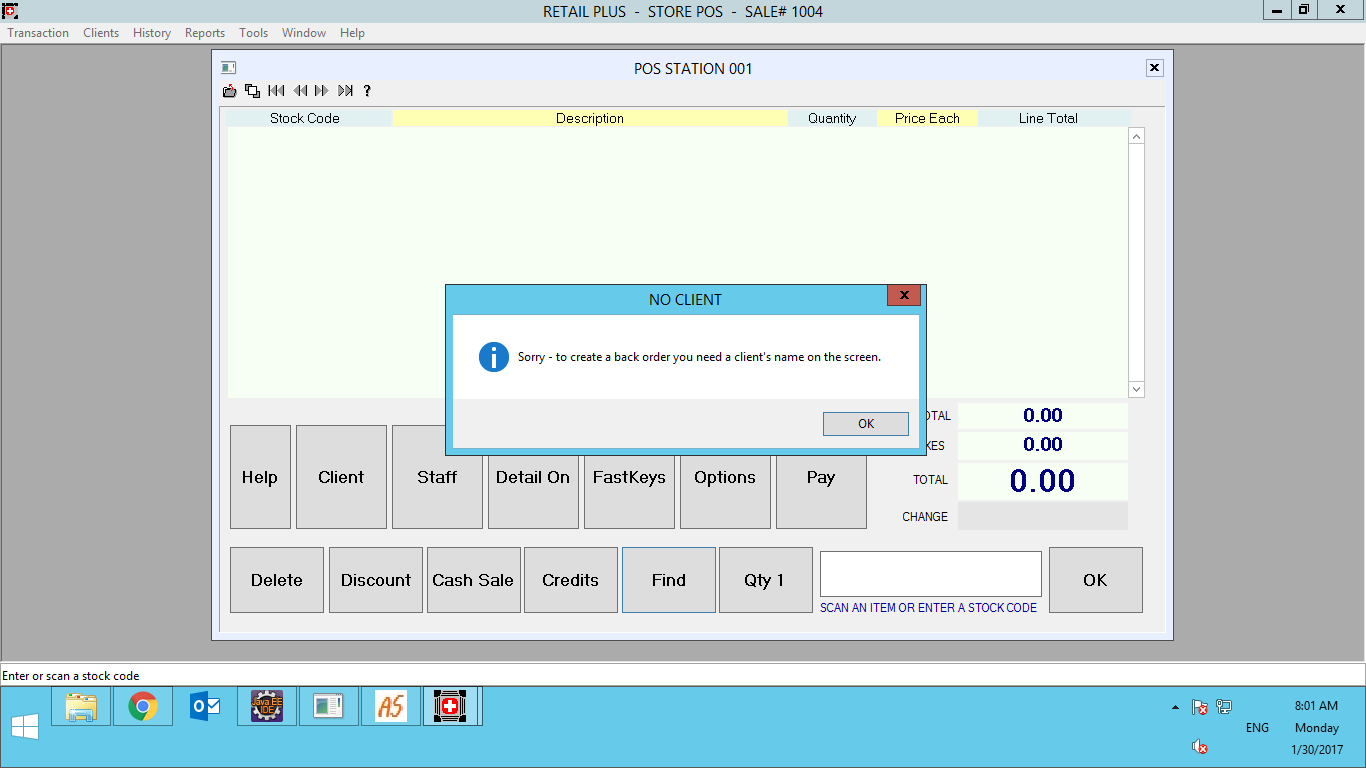 RETAIL PLUS - STORE POS - SALE# 1004
Transaction Clients History Reports Tools Window Help
POS STATION 001
?
Stock Code Description Quantity Price Each Line Total
NO CLIENT
Sorry - to create a back order you need a client's name on the screen.
OK
OTAL 0.00
XES 0.00
TOTAL 0.00
CHANGE
Help Client Staff Detail On FastKeys Options Pay
Delete Discount Cash Sale Credits Find Qty 1 OK
SCAN AN ITEM OR ENTER A STOCK CODE
Enter or scan a stock code
Java EE
IDE
AS
8:01 AM
ENG Monday
1/30/2017